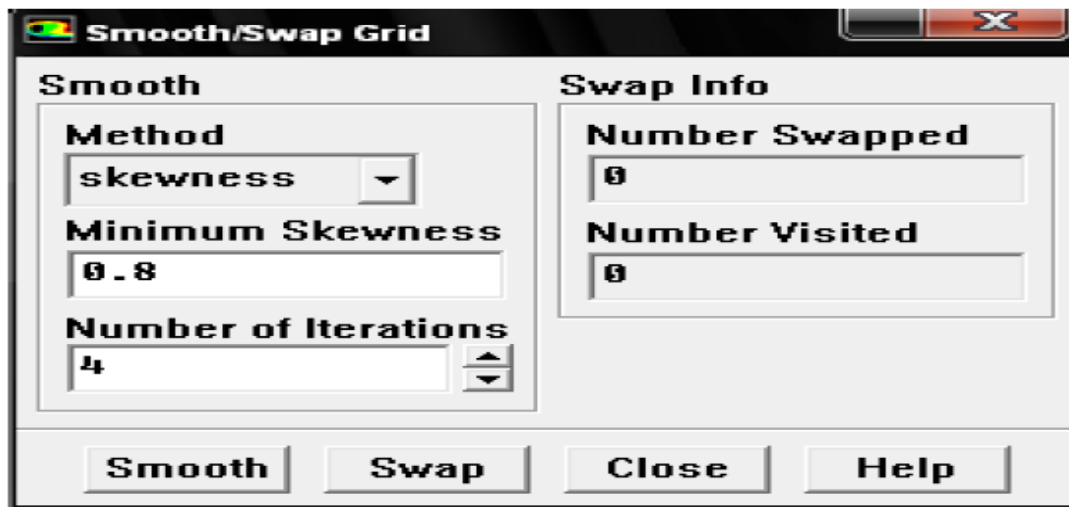 Smooth/Swap Grid
Smooth
Method
skewness
Minimum Skewness
0.8
Number of Iterations
4
Swap Info
Number Swapped
0
Number Visited
0
Smooth
Swap
Close
Help